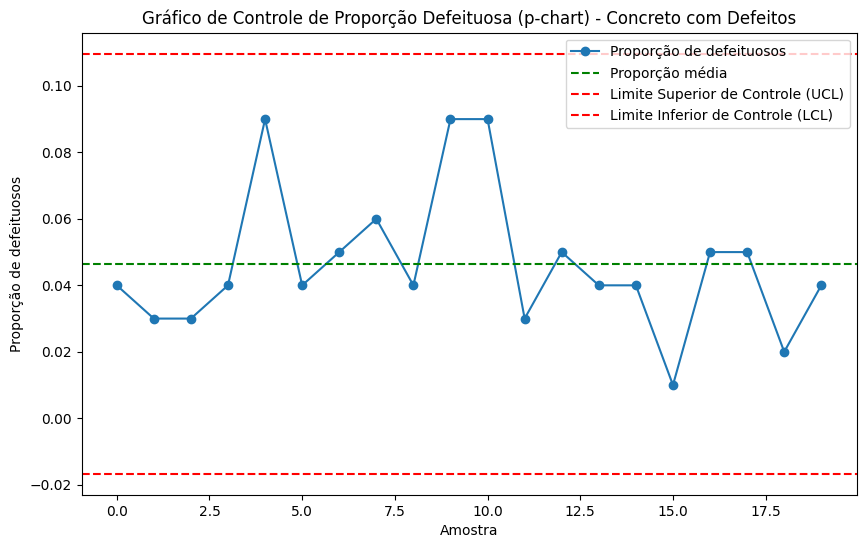 Gráfico de Controle de Proporção Defeituosa (p-chart) - Concreto com Defeitos
Proporção de defeituosos
Proporção média
Limite Superior de Controle (UCL)
Limite Inferior de Controle (LCL)
Proporção de defeituosos
0.10
0.08
0.06
0.04
0.02
0.00
−0.02
0.0 2.5 5.0 7.5 10.0 12.5 15.0 17.5
Amostra